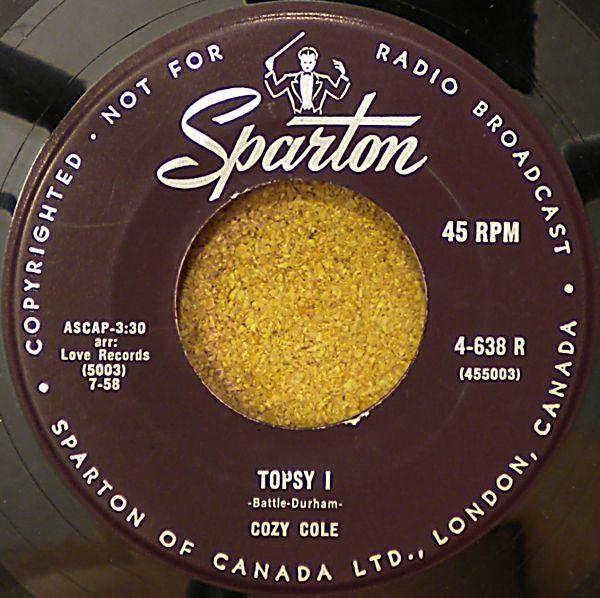 COPYRIGHTED • NOT FOR RADIO BROADCAST •
Sparton
45 RPM
ASCAP-3:30
arr:
Love Records
(5003)
7-58
4-638 R
(455003)
TOPSY I
-Battle-Durham-
COZY COLE
SPARTON OF CANADA LTD., LONDON, CANADA •